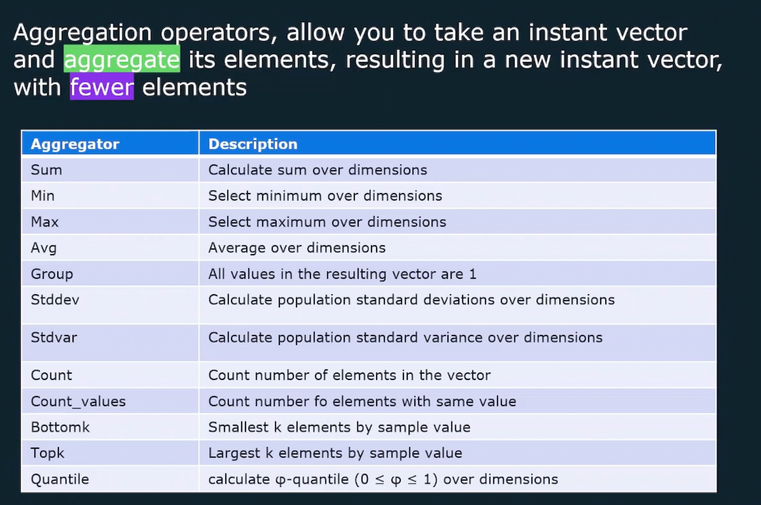 Aggregation operators, allow you to take an instant vector
and aggregate its elements, resulting in a new instant vector,
with fewer elements
Aggregator Description
Sum Calculate sum over dimensions
Min Select minimum over dimensions
Max Select maximum over dimensions
Avg Average over dimensions
Group All values in the resulting vector are 1
Stddev Calculate population standard deviations over dimensions
Stdvar Calculate population standard variance over dimensions
Count Count number of elements in the vector
Count_values Count number fo elements with same value
Bottomk Smallest k elements by sample value
Topk Largest k elements by sample value
Quantile calculate φ-quantile (0 ≤ φ ≤ 1) over dimensions